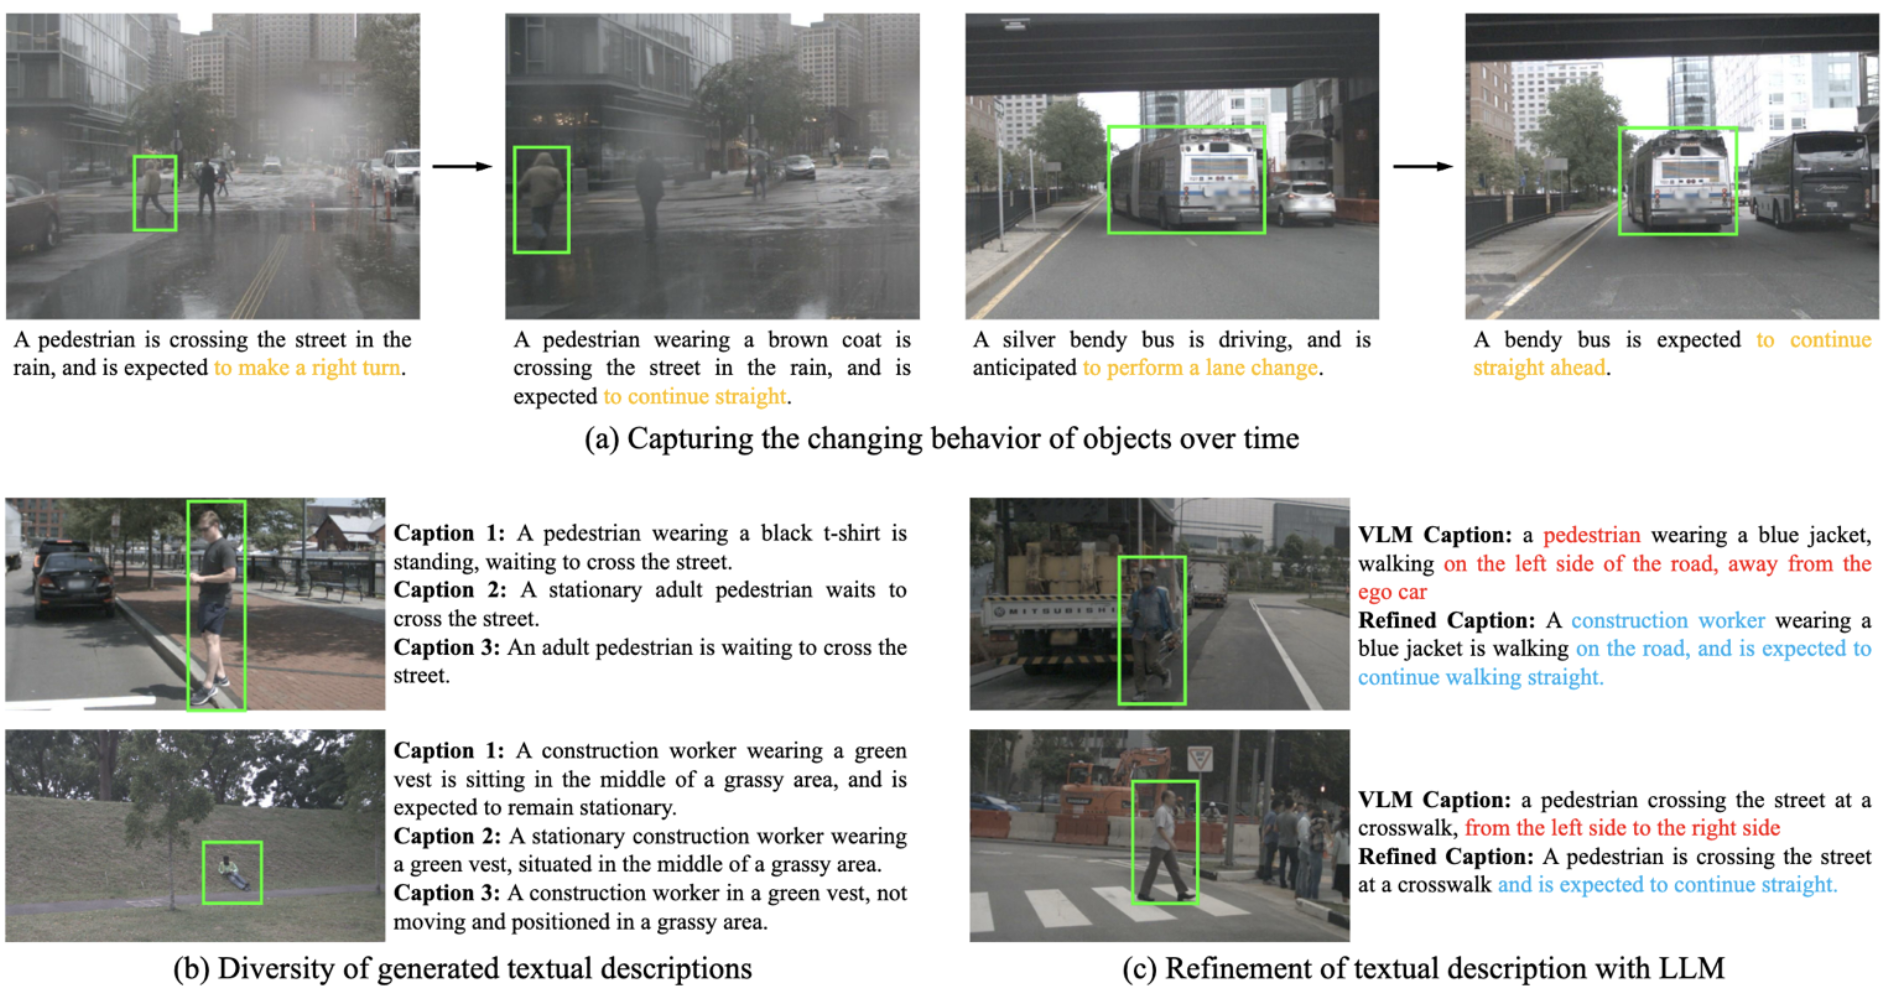 A pedestrian is crossing the street in the
rain, and is expected to make a right turn.
A pedestrian wearing a brown coat is
crossing the street in the rain, and is
expected to continue straight.
A silver bendy bus is driving, and is
anticipated to perform a lane change.
A bendy bus is expected to continue
straight ahead.
(a) Capturing the changing behavior of objects over time
Caption 1: A pedestrian wearing a black t-shirt is
standing, waiting to cross the street.
Caption 2: A stationary adult pedestrian waits to
cross the street.
Caption 3: An adult pedestrian is waiting to cross the
street.
Caption 1: A construction worker wearing a green
vest is sitting in the middle of a grassy area, and is
expected to remain stationary.
Caption 2: A stationary construction worker wearing
a green vest, situated in the middle of a grassy area.
Caption 3: A construction worker in a green vest, not
moving and positioned in a grassy area.
(b) Diversity of generated textual descriptions
MITSUBISHI
VLM Caption: a pedestrian wearing a blue jacket,
walking on the left side of the road, away from the
ego car
Refined Caption: A construction worker wearing a
blue jacket is walking on the road, and is expected to
continue walking straight.
VLM Caption: a pedestrian crossing the street at a
crosswalk, from the left side to the right side
Refined Caption: A pedestrian is crossing the street
at a crosswalk and is expected to continue straight.
(c) Refinement of textual description with LLM